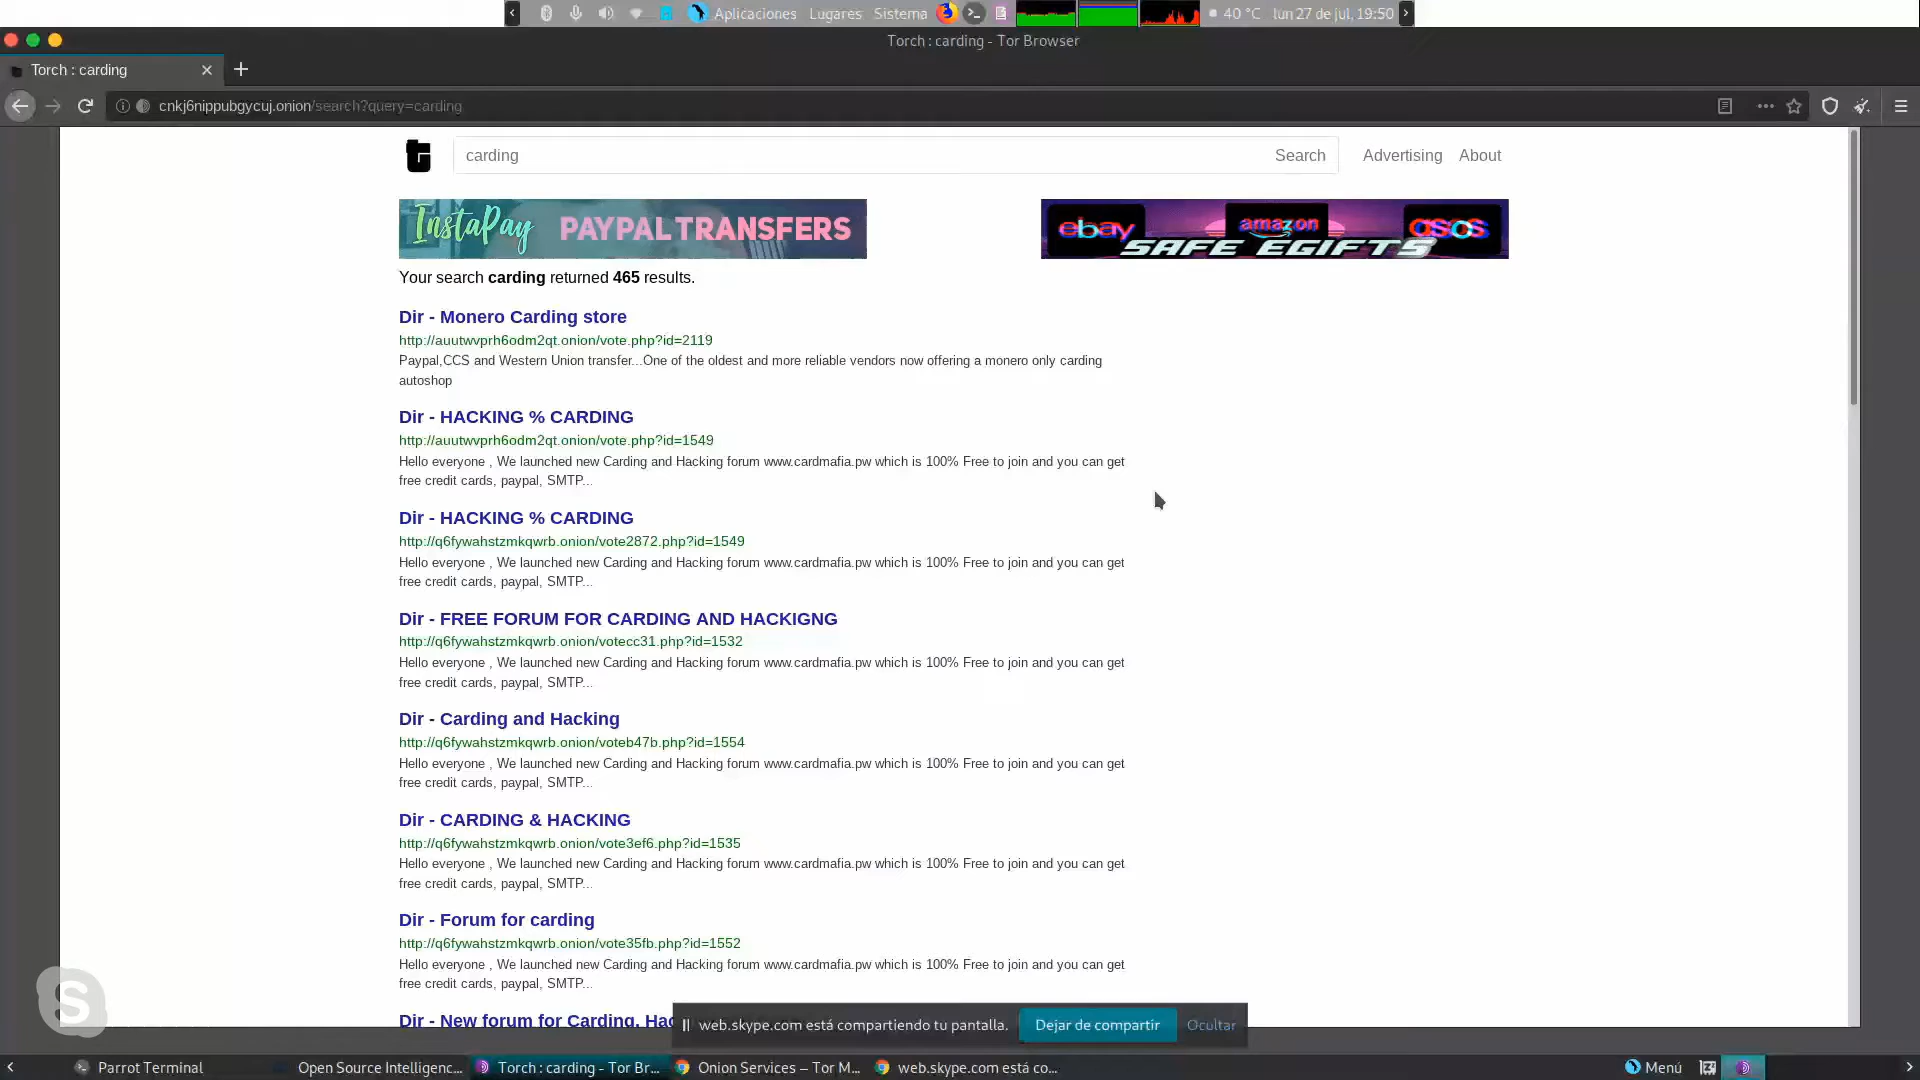 Aplicaciones Lugares Sistema 40 °C lun 27 de jul, 19:50
Torch : carding - Tor Browser
Torch : carding
cnkj6nippubgycuj.onion/search?query=carding
carding Search Advertising About
InstaPay PAYPAL TRANSFERS
ebay amazon asos
SAFE EGIFTS
Your search carding returned 465 results.
Dir - Monero Carding store
http://auutwvprh6odm2qt.onion/vote.php?id=2119
Paypal,CCS and Western Union transfer...One of the oldest and more reliable vendors now offering a monero only carding
autoshop
Dir - HACKING % CARDING
http://auutwvprh6odm2qt.onion/vote.php?id=1549
Hello everyone , We launched new Carding and Hacking forum www.cardmafia.pw which is 100% Free to join and you can get
free credit cards, paypal, SMTP...
Dir - HACKING % CARDING
http://q6fywahstzmkqwrb.onion/vote2872.php?id=1549
Hello everyone , We launched new Carding and Hacking forum www.cardmafia.pw which is 100% Free to join and you can get
free credit cards, paypal, SMTP...
Dir - FREE FORUM FOR CARDING AND HACKIGNG
http://q6fywahstzmkqwrb.onion/votecc31.php?id=1532
Hello everyone , We launched new Carding and Hacking forum www.cardmafia.pw which is 100% Free to join and you can get
free credit cards, paypal, SMTP...
Dir - Carding and Hacking
http://q6fywahstzmkqwrb.onion/voteb47b.php?id=1554
Hello everyone , We launched new Carding and Hacking forum www.cardmafia.pw which is 100% Free to join and you can get
free credit cards, paypal, SMTP...
Dir - CARDING & HACKING
http://q6fywahstzmkqwrb.onion/vote3ef6.php?id=1535
Hello everyone , We launched new Carding and Hacking forum www.cardmafia.pw which is 100% Free to join and you can get
free credit cards, paypal, SMTP...
Dir - Forum for carding
http://q6fywahstzmkqwrb.onion/vote35fb.php?id=1552
Hello everyone , We launched new Carding and Hacking forum www.cardmafia.pw which is 100% Free to join and you can get
free credit cards, paypal, SMTP...
Dir - New forum for Carding, Hac
web.skype.com está compartiendo tu pantalla. Dejar de compartir Ocultar
Parrot Terminal Open Source Intelligenc... Torch : carding - Tor Br... Onion Services – Tor M... web.skype.com está co... Menú